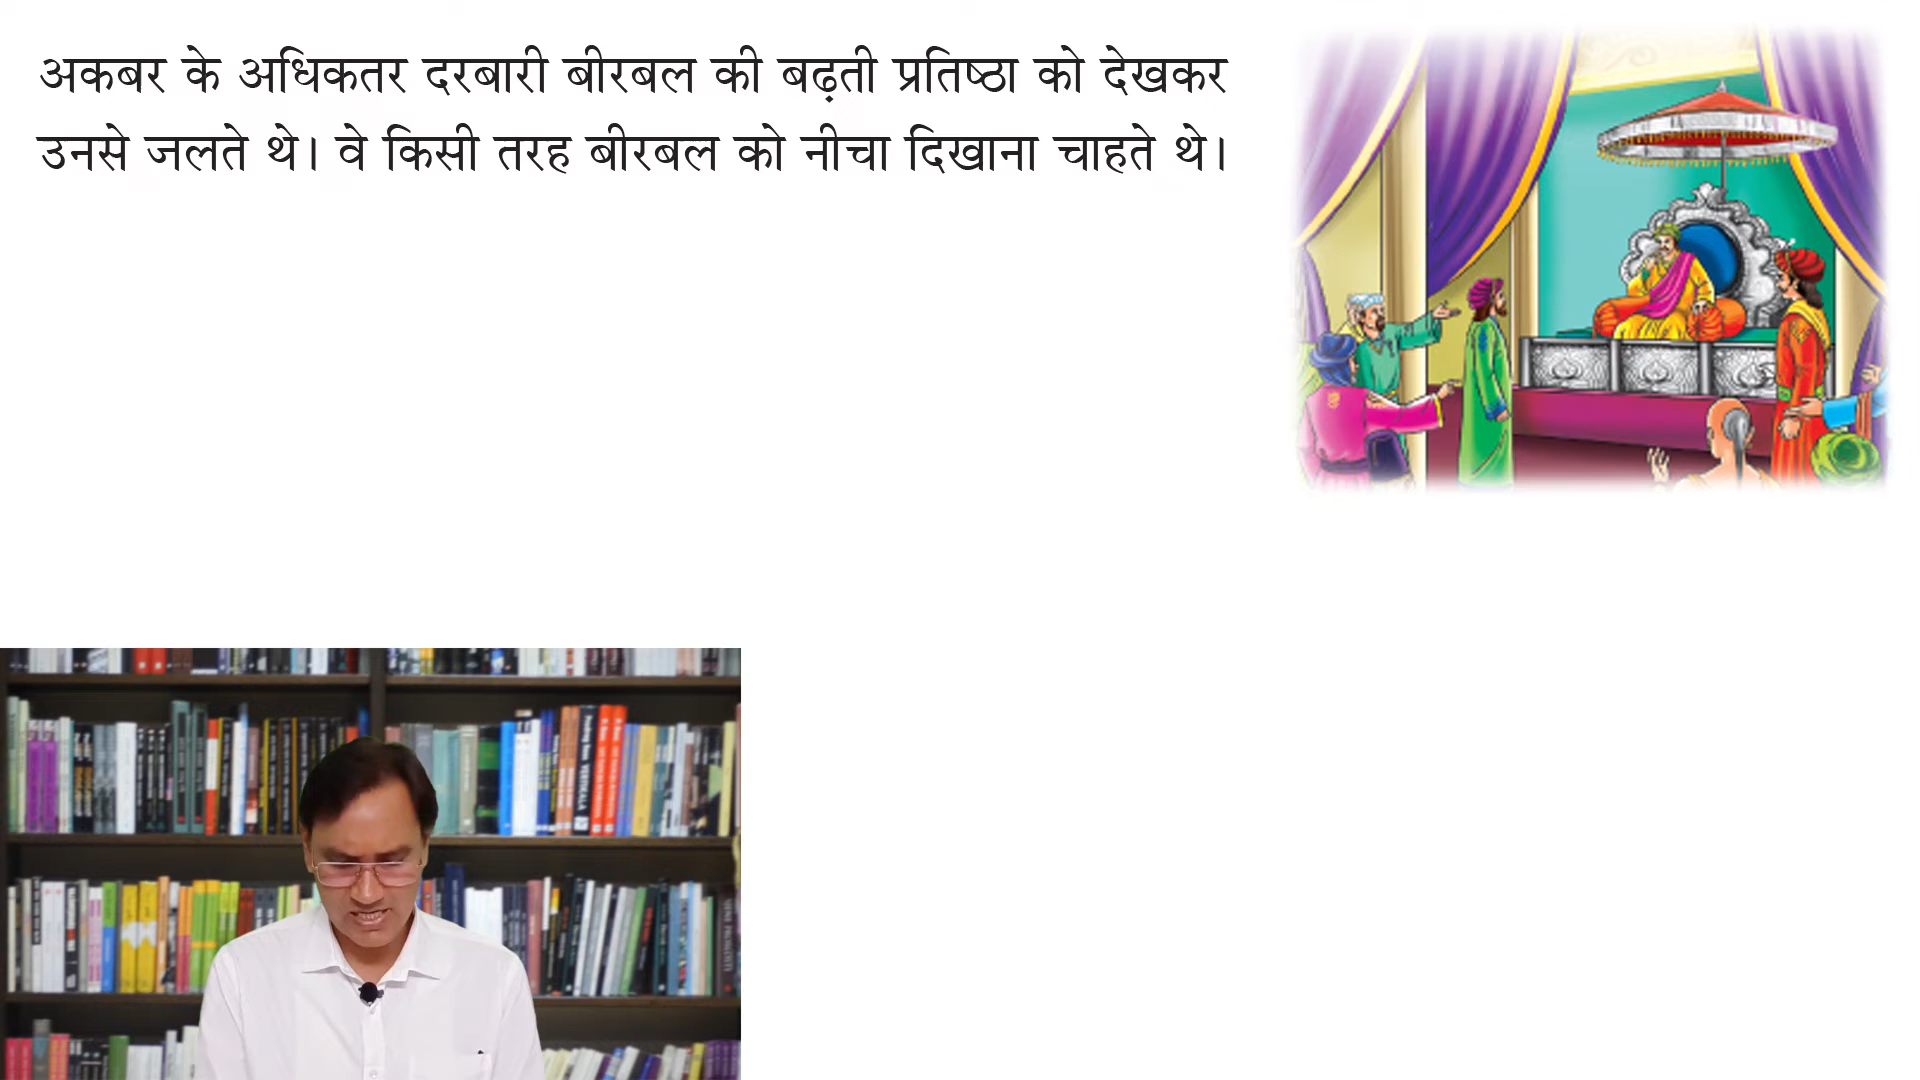 अकबर के अधिकतर दरबारी बीरबल की बढ़ती प्रतिष्ठा को देखकर
उनसे जलते थे। वे किसी तरह बीरबल को नीचा दिखाना चाहते थे।